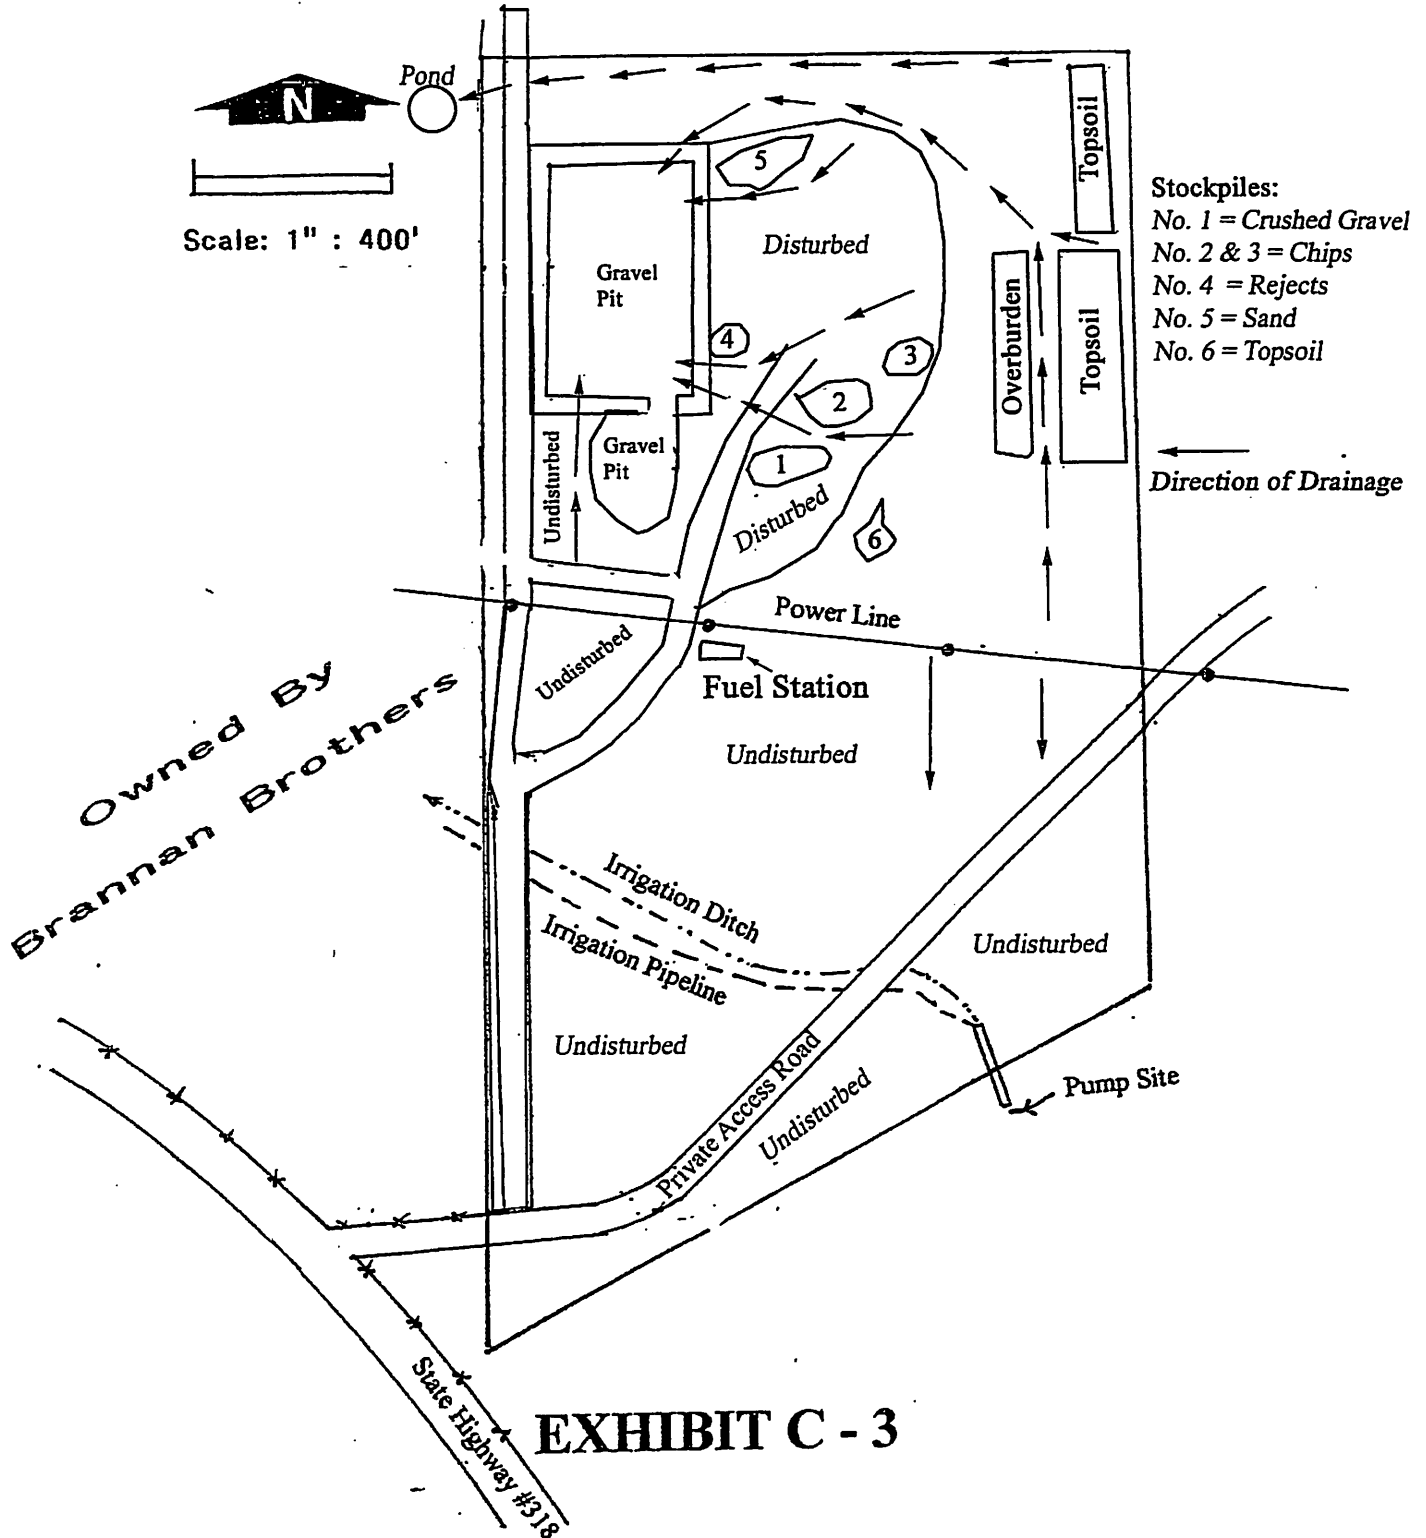 Pond
N
Scale: 1" : 400'
Topsoil
Stockpiles:
No. 1 = Crushed Gravel
No. 2 & 3 = Chips
No. 4 = Rejects
No. 5 = Sand
No. 6 = Topsoil
5
Disturbed
Gravel
Pit
4
3
2
Overburden
Topsoil
Undisturbed
Gravel
Pit
1
Direction of Drainage
Disturbed
6
Power Line
Undisturbed
Fuel Station
Undisturbed
Owned By
Brannan Brothers
Irrigation Ditch
Irrigation Pipeline
Undisturbed
Undisturbed
Private Access Road
Undisturbed
Pump Site
State Highway #318
EXHIBIT C - 3